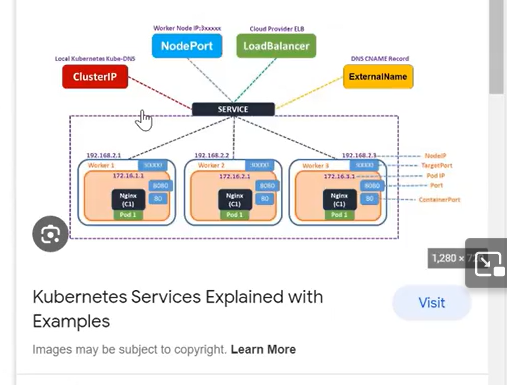 Worker Node IP:3xxxx
Cloud Provider ELB
NodePort
LoadBalancer
Local Kubernetes Kube-DNS
DNS CNAME Record
ClusterIP
ExternalName
SERVICE
192.168.2.1
192.168.2.2
192.168.2.3
NodeIP
Worker 1
30000
Worker 2
30000
Worker 3
30000
TargetPort
172.16.1.1
172.16.2.1
172.16.3.1
Pod IP
8080
8080
8080
Port
Nginx
(C1)
80
Nginx
(C1)
80
Nginx
(C1)
80
ContainerPort
Pod 1
Pod 1
Pod 1
1,280 ×
Kubernetes Services Explained with
Examples
Visit
Images may be subject to copyright. Learn More